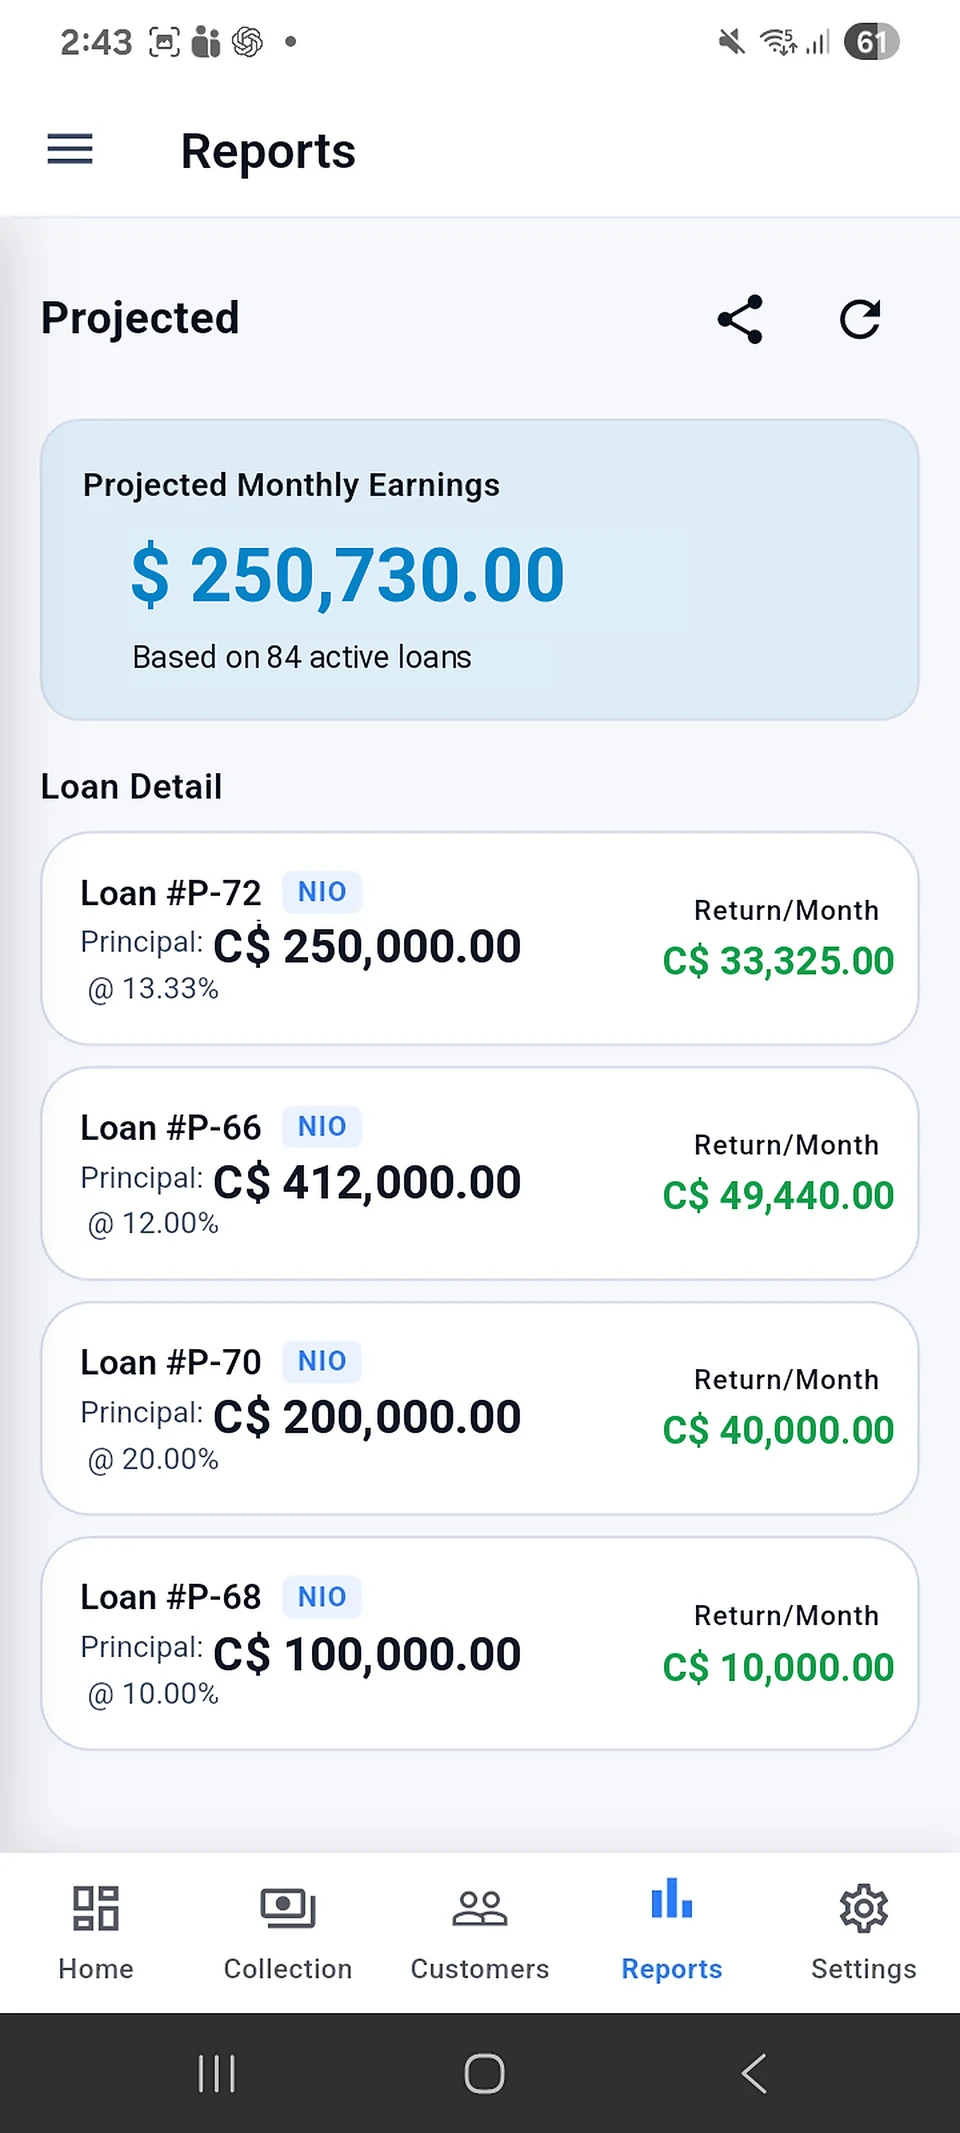 2:43
5
61
Reports
Projected
Projected Monthly Earnings
$ 250,730.00
Based on 84 active loans
Loan Detail
Loan #P-72 NIO
Return/Month
Principal: C$ 250,000.00
C$ 33,325.00
@ 13.33%
Loan #P-66 NIO
Return/Month
Principal: C$ 412,000.00
C$ 49,440.00
@ 12.00%
Loan #P-70 NIO
Return/Month
Principal: C$ 200,000.00
C$ 40,000.00
@ 20.00%
Loan #P-68 NIO
Return/Month
Principal: C$ 100,000.00
C$ 10,000.00
@ 10.00%
Home Collection Customers Reports Settings